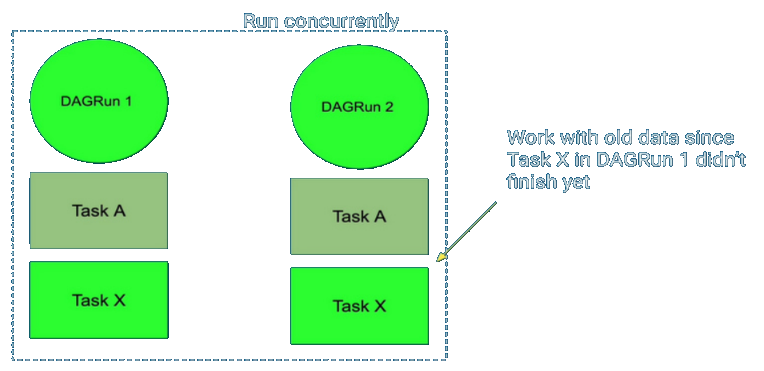 Run concurrently
DAGRun 1
DAGRun 2
Work with old data since
Task X in DAGRun 1 didn't
finish yet
Task A
Task A
Task X
Task X